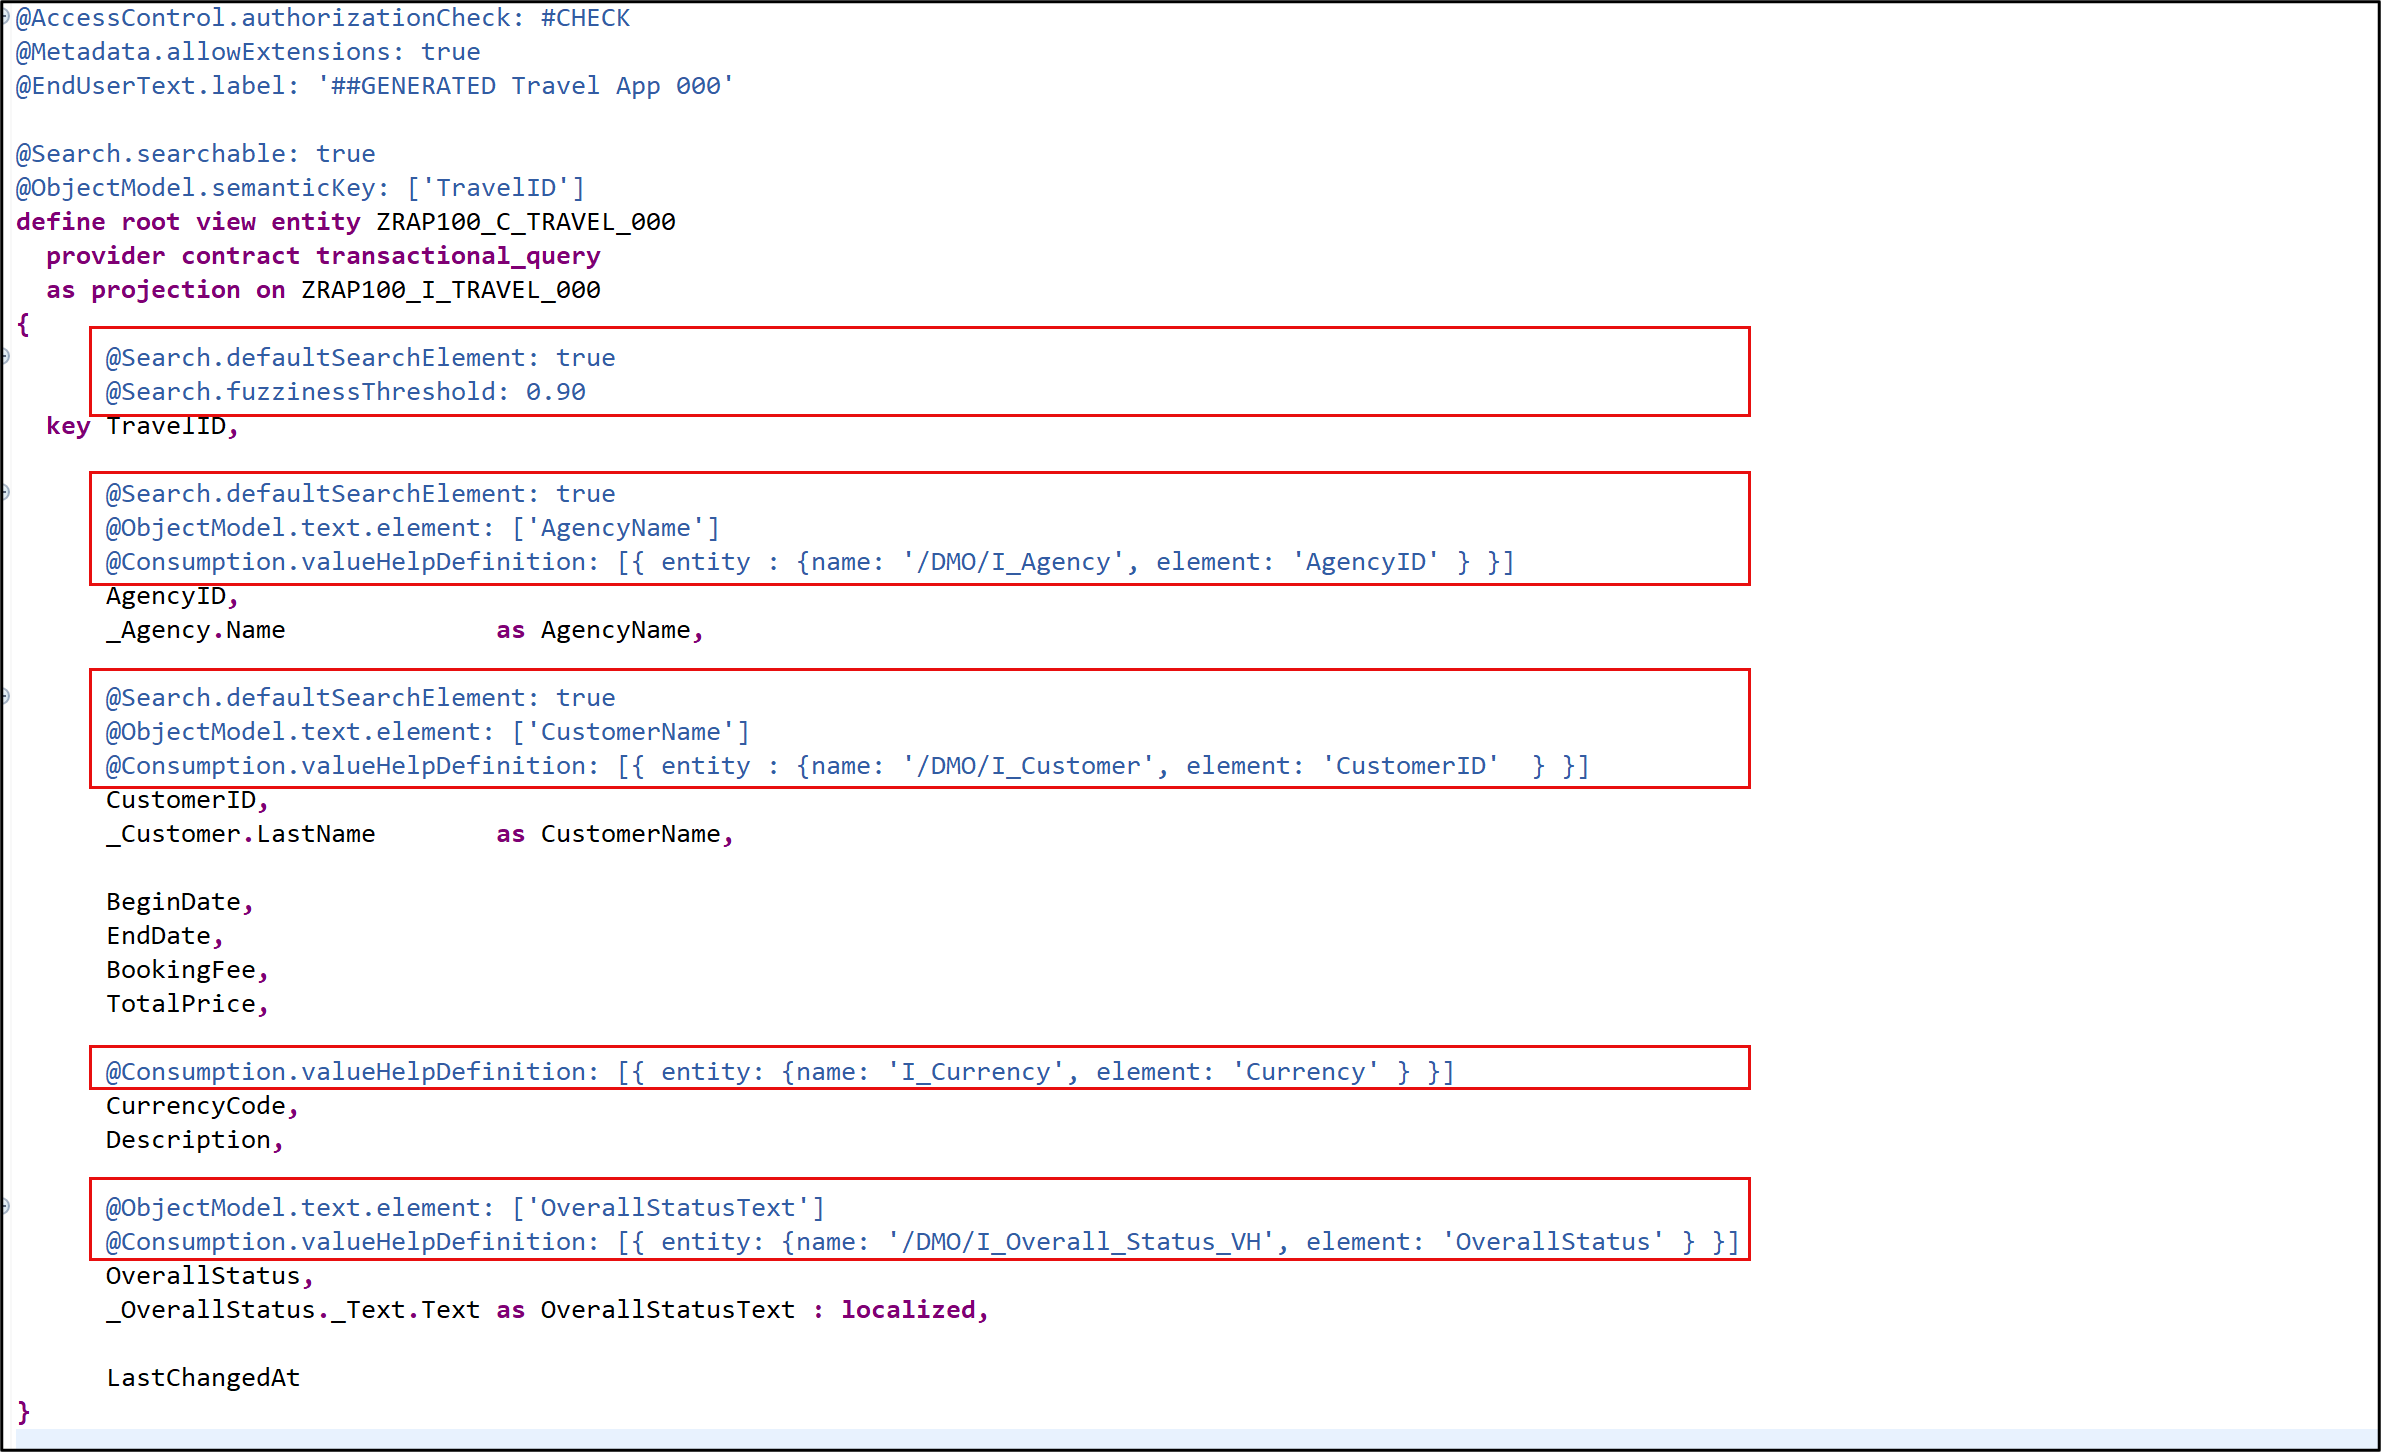 @AccessControl.authorizationCheck: #CHECK
@Metadata.allowExtensions: true
@EndUserText.label: '##GENERATED Travel App 000'
@Search.searchable: true
@ObjectModel.semanticKey: ['TravelID']
define root view entity ZRAP100_C_TRAVEL_000
provider contract transactional_query
as projection on ZRAP100_I_TRAVEL_000
{
@Search.defaultSearchElement: true
@Search.fuzzinessThreshold: 0.90
key TravelID,
@Search.defaultSearchElement: true
@ObjectModel.text.element: ['AgencyName']
@Consumption.valueHelpDefinition: [{ entity : {name: '/DMO/I_Agency', element: 'AgencyID' } }]
AgencyID,
_Agency.Name as AgencyName,
@Search.defaultSearchElement: true
@ObjectModel.text.element: ['CustomerName']
@Consumption.valueHelpDefinition: [{ entity : {name: '/DMO/I_Customer', element: 'CustomerID'  } }]
CustomerID,
_Customer.LastName as CustomerName,
BeginDate,
EndDate,
BookingFee,
TotalPrice,
@Consumption.valueHelpDefinition: [{ entity: {name: 'I_Currency', element: 'Currency' } }]
CurrencyCode,
Description,
@ObjectModel.text.element: ['OverallStatusText']
@Consumption.valueHelpDefinition: [{ entity: {name: '/DMO/I_Overall_Status_VH', element: 'OverallStatus' } }]
OverallStatus,
_OverallStatus._Text.Text as OverallStatusText : localized,
LastChangedAt
}